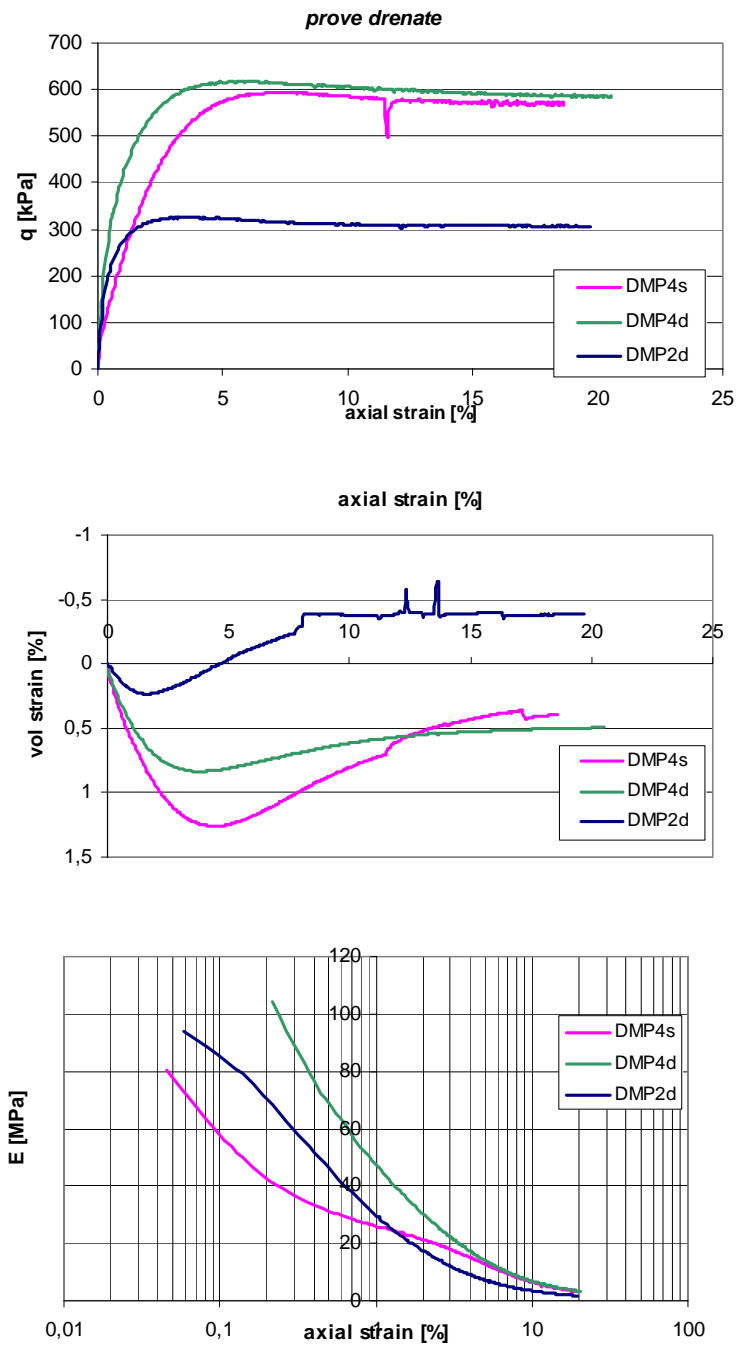 prove drenate
700
600
500
400
300
200
100
0
q [kPa]
0 5 10 15 20 25
axial strain [%]
DMP4s
DMP4d
DMP2d
axial strain [%]
-1
-0,5
0
0,5
1
1,5
vol strain [%]
0 5 10 15 20 25
DMP4s
DMP4d
DMP2d
120
100
80
60
40
20
0
E [MPa]
0,01 0,1 1 10 100
axial strain [%]
DMP4s
DMP4d
DMP2d